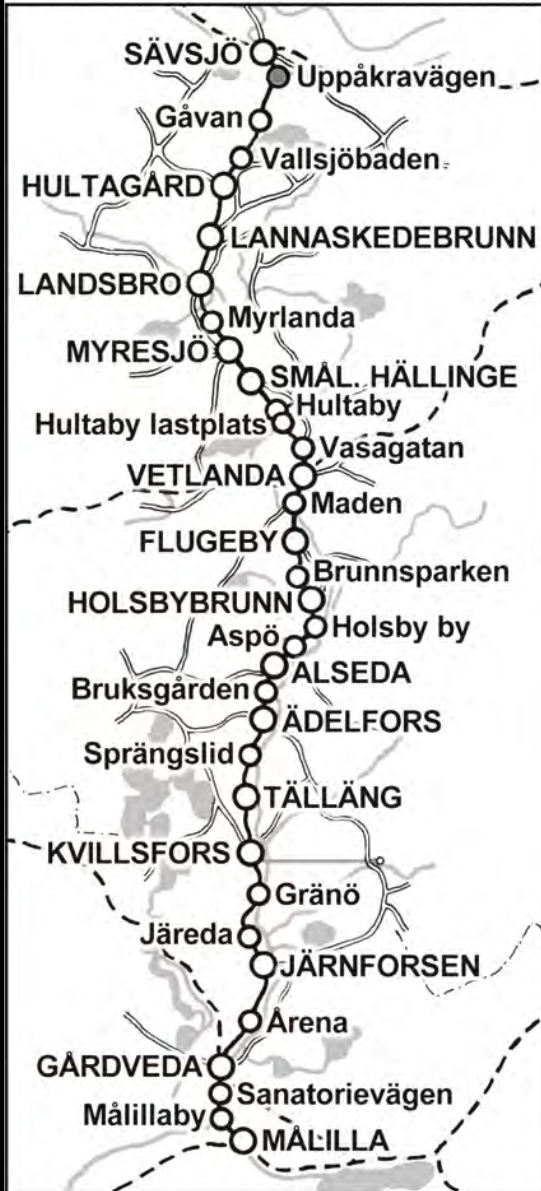 SÄVSJÖ
Uppåkravägen
Gåvan
Vallsjöbaden
HULTAGÅRD
LANNASKEDEBRUNN
LANDSBRO
Myrlanda
MYRESJÖ
SMÅL. HÄLLINGE
Hultaby
Hultaby lastplats
Vasagatan
VETLANDA
Maden
FLUGEBY
Brunnsparken
HOLSBYBRUNN
Holsby by
Aspö
ALSEDA
Bruksgården
ÄDELFORS
Sprängslid
TÄLLÄNG
KVILLSFORS
Gränö
Järeda
JÄRNFORSEN
Årena
GÅRDVEDA
Sanatorievägen
Målillaby
MÅLILLA